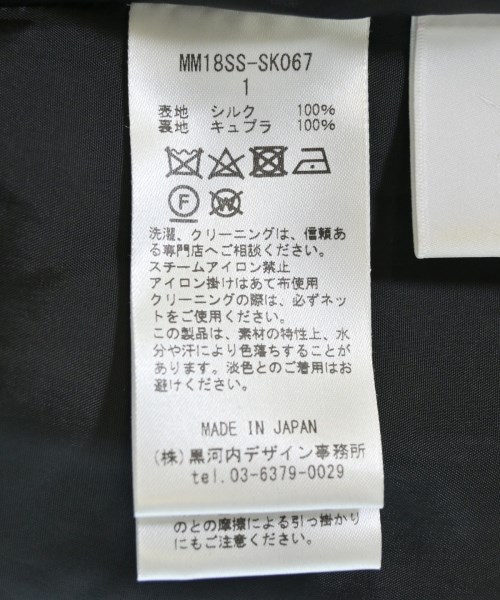 MM18SS-SK067
1
表地 シルク 100%
裏地 キュプラ 100%
F W
洗濯、クリーニングは、信頼あ
る専門店へご相談ください。
スチームアイロン禁止
アイロン掛けはあて布使用
クリーニングの際は、必ずネッ
トをご使用ください。
この製品は、素材の特性上、水
分や汗により色落ちすることが
あります。淡色とのご着用はお
避けください。
MADE IN JAPAN
(株)黒河内デザイン事務所
tel.03-6379-0029
のとの摩擦による引っ掛かり
にもご注意ください。